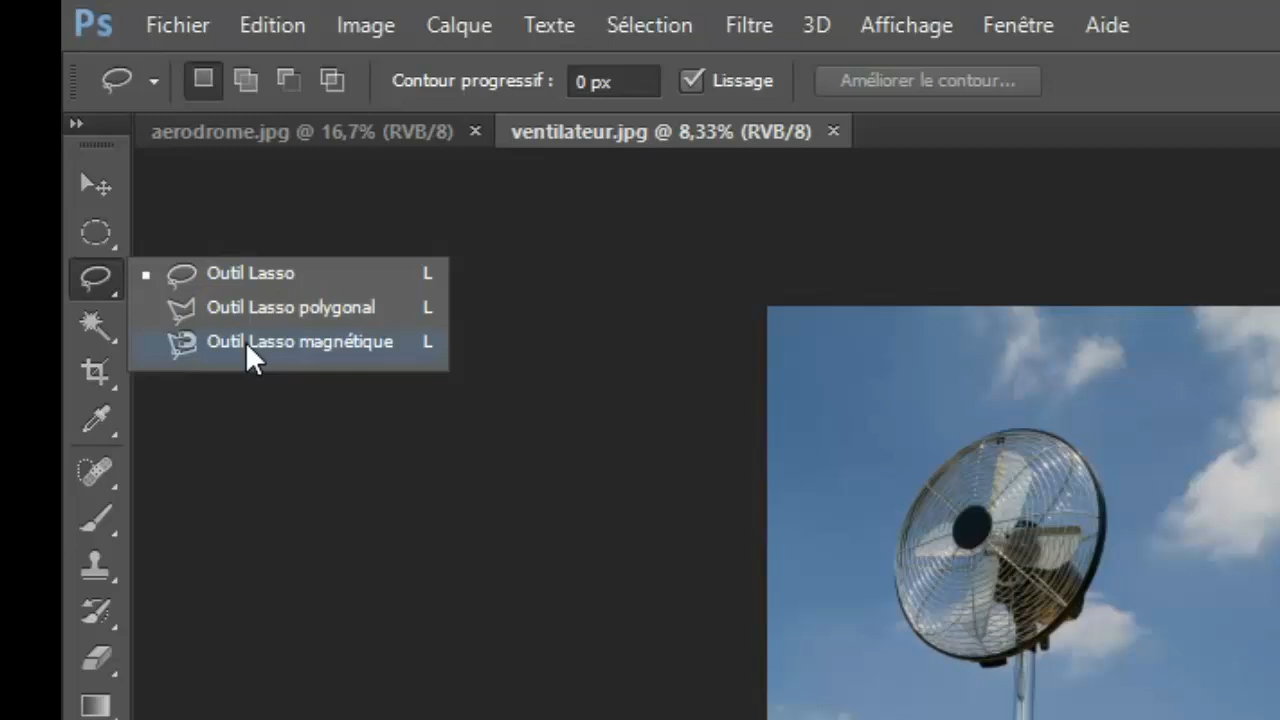 Ps Fichier Edition Image Calque Texte Sélection Filtre 3D Affichage Fenêtre Aide
Contour progressif : 0 px Lissage Améliorer le contour...
aerodrome.jpg @ 16,7% (RVB/8) × ventilateur.jpg @ 8,33% (RVB/8) ×
Outil Lasso L
Outil Lasso polygonal L
Outil Lasso magnétique L